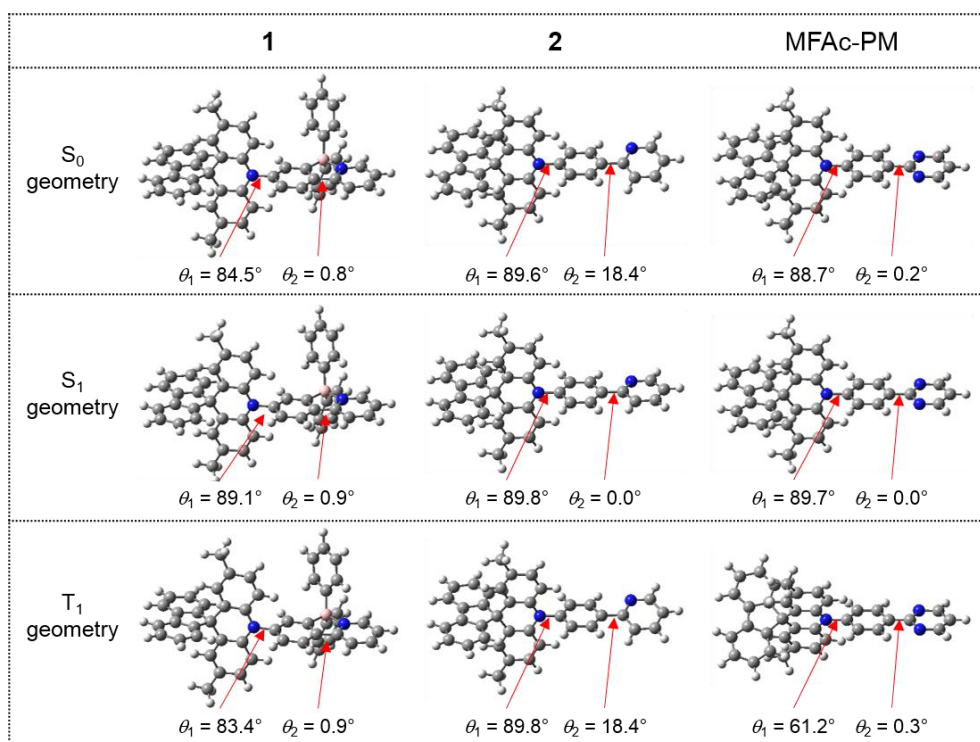 1 2 MFAc-PM
S₀
geometry
θ₁ = 84.5° θ₂ = 0.8° θ₁ = 89.6° θ₂ = 18.4° θ₁ = 88.7° θ₂ = 0.2°
S₁
geometry
θ₁ = 89.1° θ₂ = 0.9° θ₁ = 89.8° θ₂ = 0.0° θ₁ = 89.7° θ₂ = 0.0°
T₁
geometry
θ₁ = 83.4° θ₂ = 0.9° θ₁ = 89.8° θ₂ = 18.4° θ₁ = 61.2° θ₂ = 0.3°